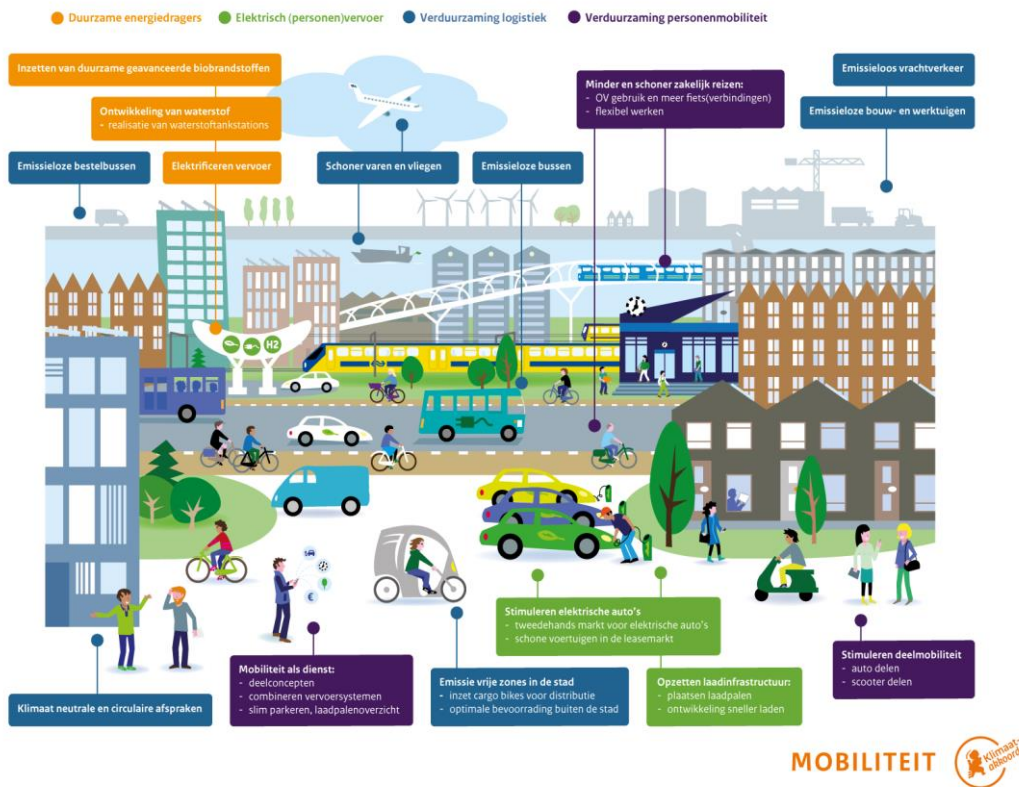 Duurzame energiedragers
Elektrisch (personen)vervoer
Verduurzaming logistiek
Verduurzaming personenmobiliteit
Inzetten van duurzame geavanceerde biobrandstoffen
Ontwikkeling van waterstof
- realisatie van waterstoftankstations
Minder en schoner zakelijk reizen:
- OV gebruik en meer fiets(verbindingen)
- flexibel werken
Emissieloos vrachtverkeer
Emissieloze bouw- en werktuigen
Emissieloze bestelbussen
Elektrificeren vervoer
Schoner varen en vliegen
Emissieloze bussen
H2
€
Stimuleren elektrische auto's
- tweedehands markt voor elektrische auto's
- schone voertuigen in de leasemarkt
Klimaat neutrale en circulaire afspraken
Mobiliteit als dienst:
- deelconcepten
- combineren vervoersystemen
- slim parkeren, laadpalenoverzicht
Emissie vrije zones in de stad
- inzet cargo bikes voor distributie
- optimale bevoorrading buiten de stad
Opzetten laadinfrastructuur:
- plaatsen laadpalen
- ontwikkeling sneller laden
Stimuleren deelmobiliteit
- auto delen
- scooter delen
MOBILITEIT
Klimaat-
akkoord